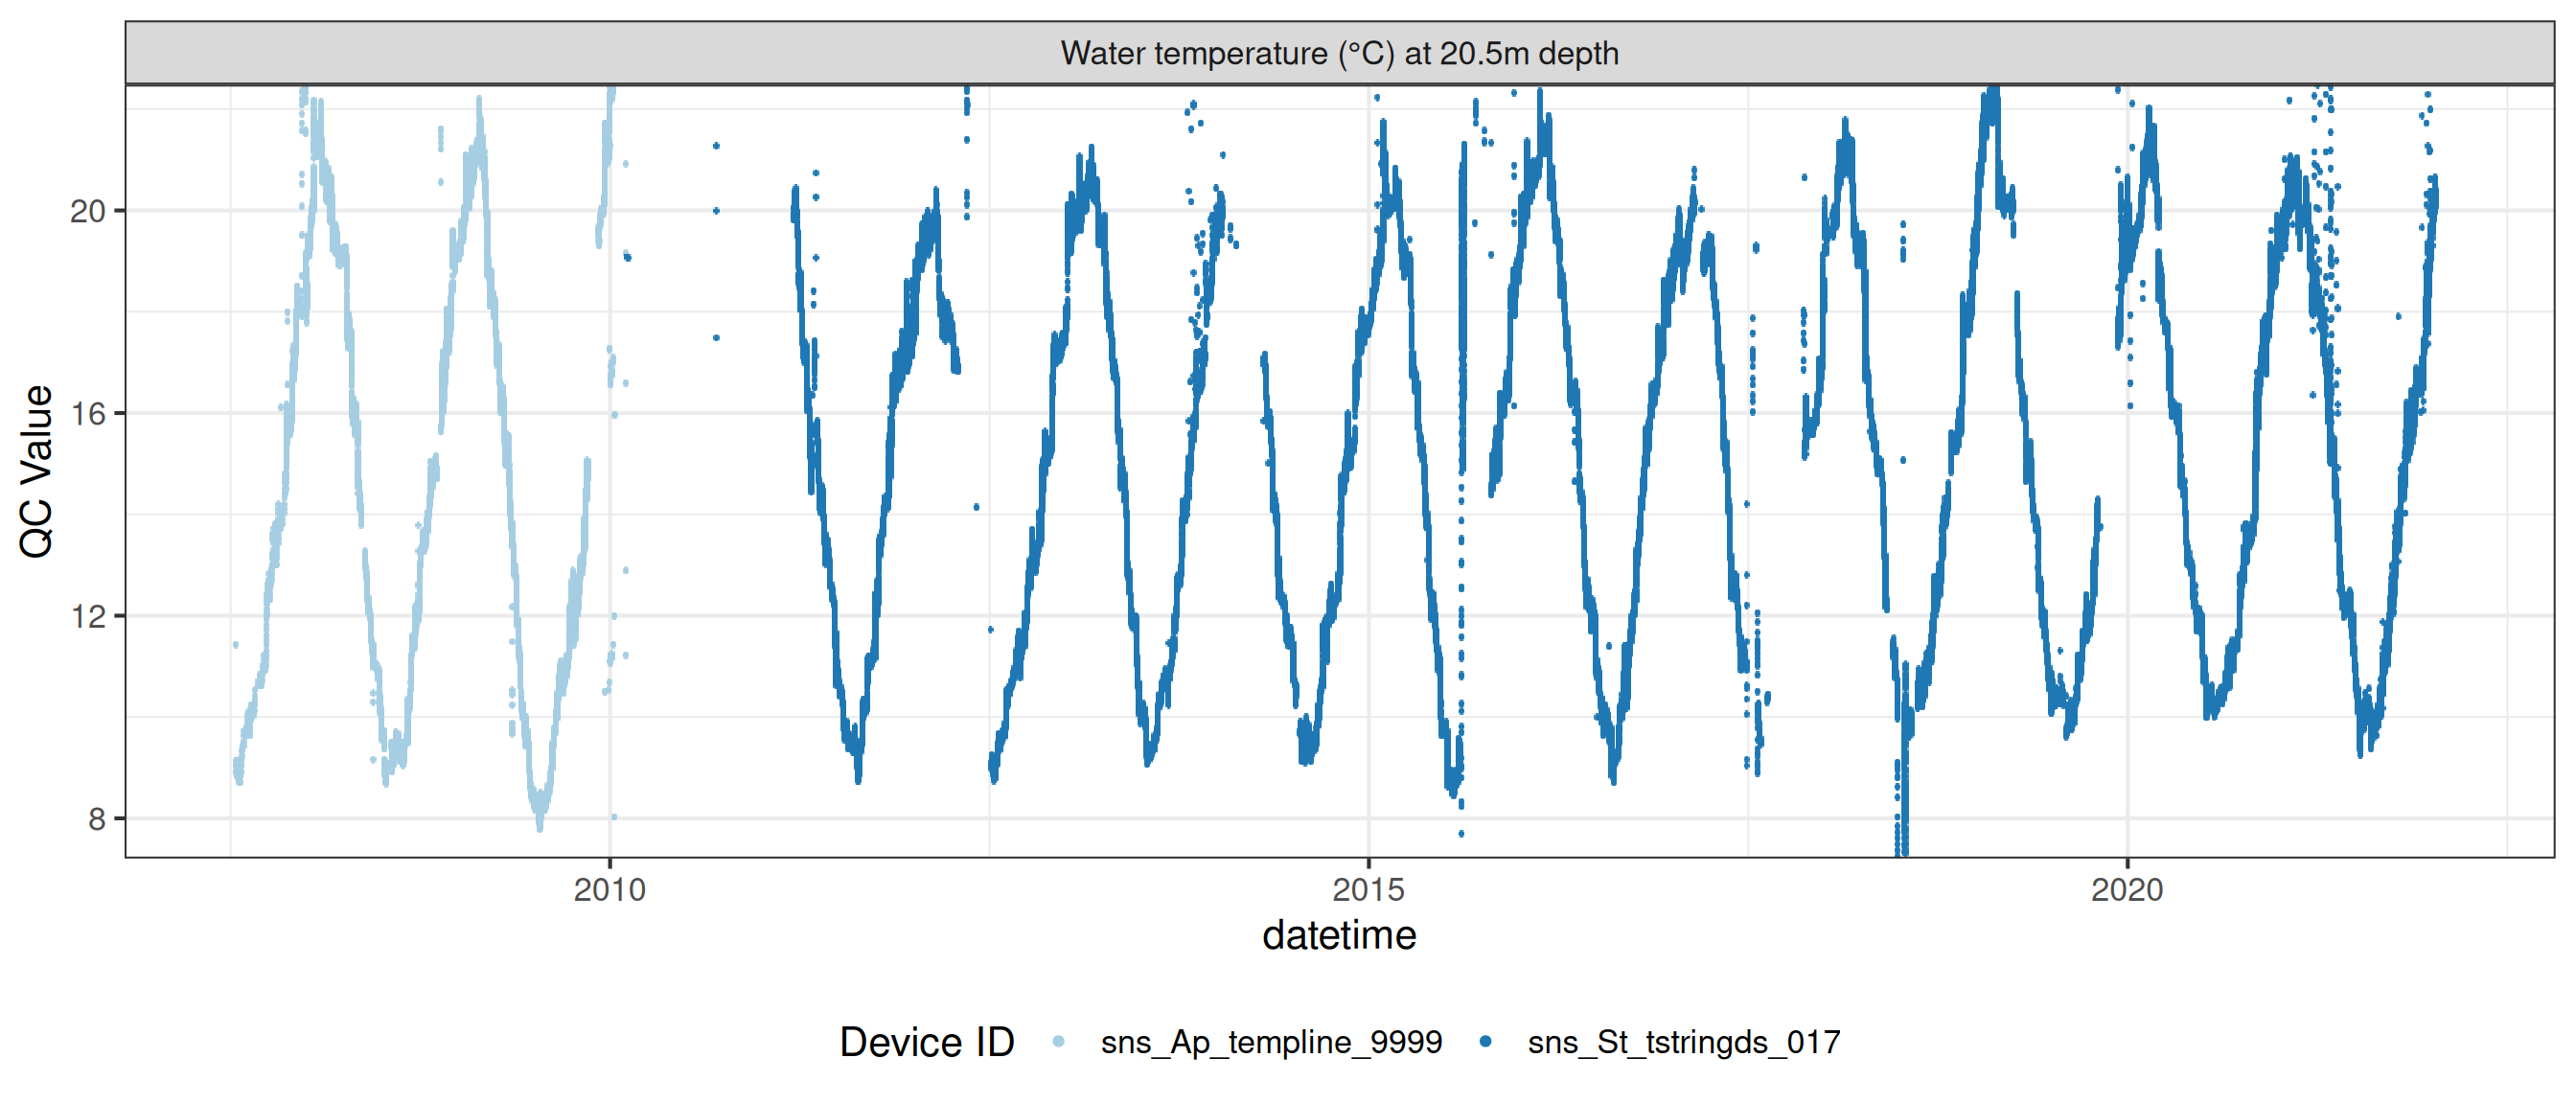 Water temperature (°C) at 20.5m depth
QC Value
20
16
12
8
2010
2015
2020
datetime
Device ID
sns_Ap_templine_9999
sns_St_tstringds_017